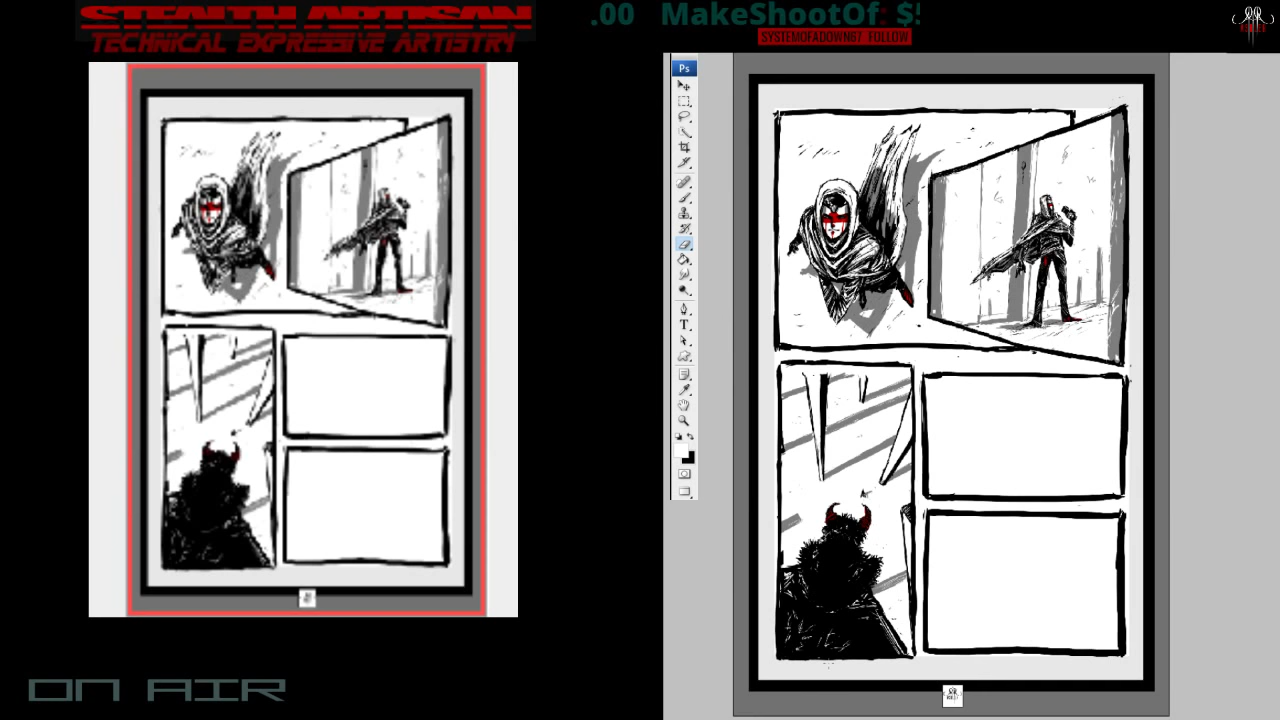 STEALTH ARTISAN
TECHNICAL EXPRESSIVE ARTISTRY
.00 MakeShootOf: $
SYSTEMOFADOWN67 FOLLOW
Ps
T
ON AIR